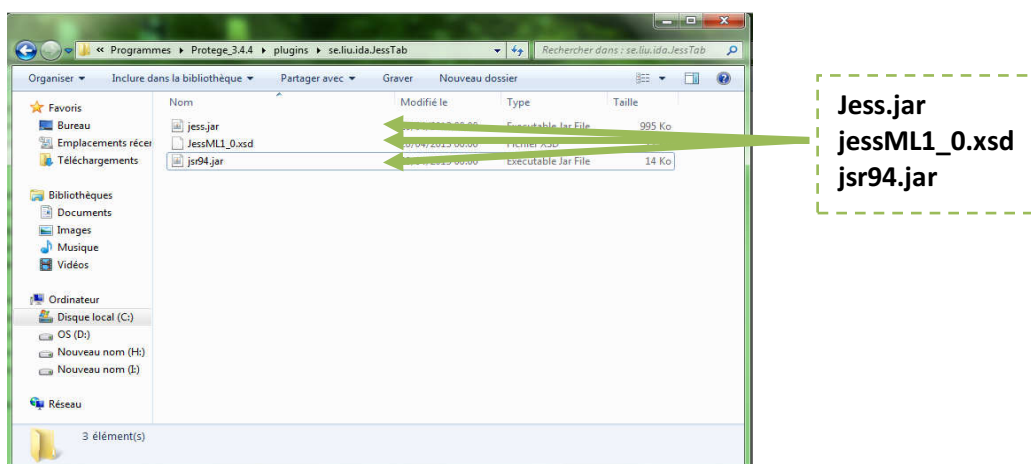 « Programmes ▸ Protege_3.4.4 ▸ plugins ▸ se.liu.ida.JessTab
Rechercher dans : se.liu.ida.JessTab
Organiser Inclure dans la bibliothèque Partager avec Graver Nouveau dossier
Nom Modifié le Type Taille
Favoris
Bureau
Emplacements récer
Téléchargements
Bibliothèques
Documents
Images
Musique
Vidéos
Ordinateur
Disque local (C:)
OS (D:)
Nouveau nom (H:)
Nouveau nom (I:)
Réseau
jess.jar Executable Jar File 995 Ko
JessML1_0.xsd
jsr94.jar Executable Jar File 14 Ko
3 élément(s)
Jess.jar
jessML1_0.xsd
jsr94.jar